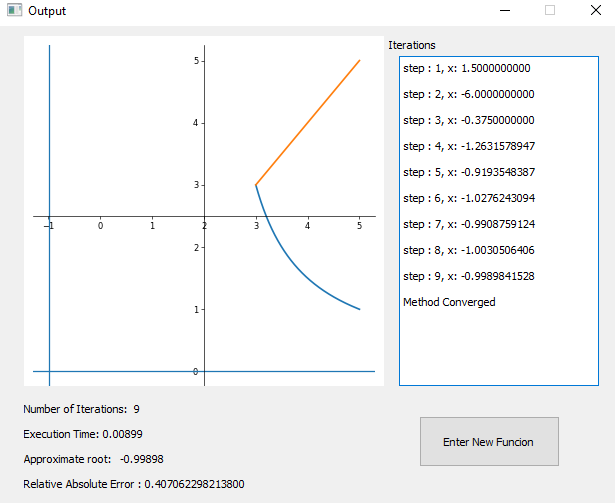 Output
Iterations
step : 1, x: 1.5000000000
step : 2, x: -6.0000000000
step : 3, x: -0.3750000000
step : 4, x: -1.2631578947
step : 5, x: -0.9193548387
step : 6, x: -1.0276243094
step : 7, x: -0.9908759124
step : 8, x: -1.0030506406
step : 9, x: -0.9989841528
Method Converged
5
4
3
−1 0 1 2 3 4 5
2
1
0
Number of Iterations: 9
Execution Time: 0.00899
Approximate root: -0.99898
Relative Absolute Error : 0.407062298213800
Enter New Funcion